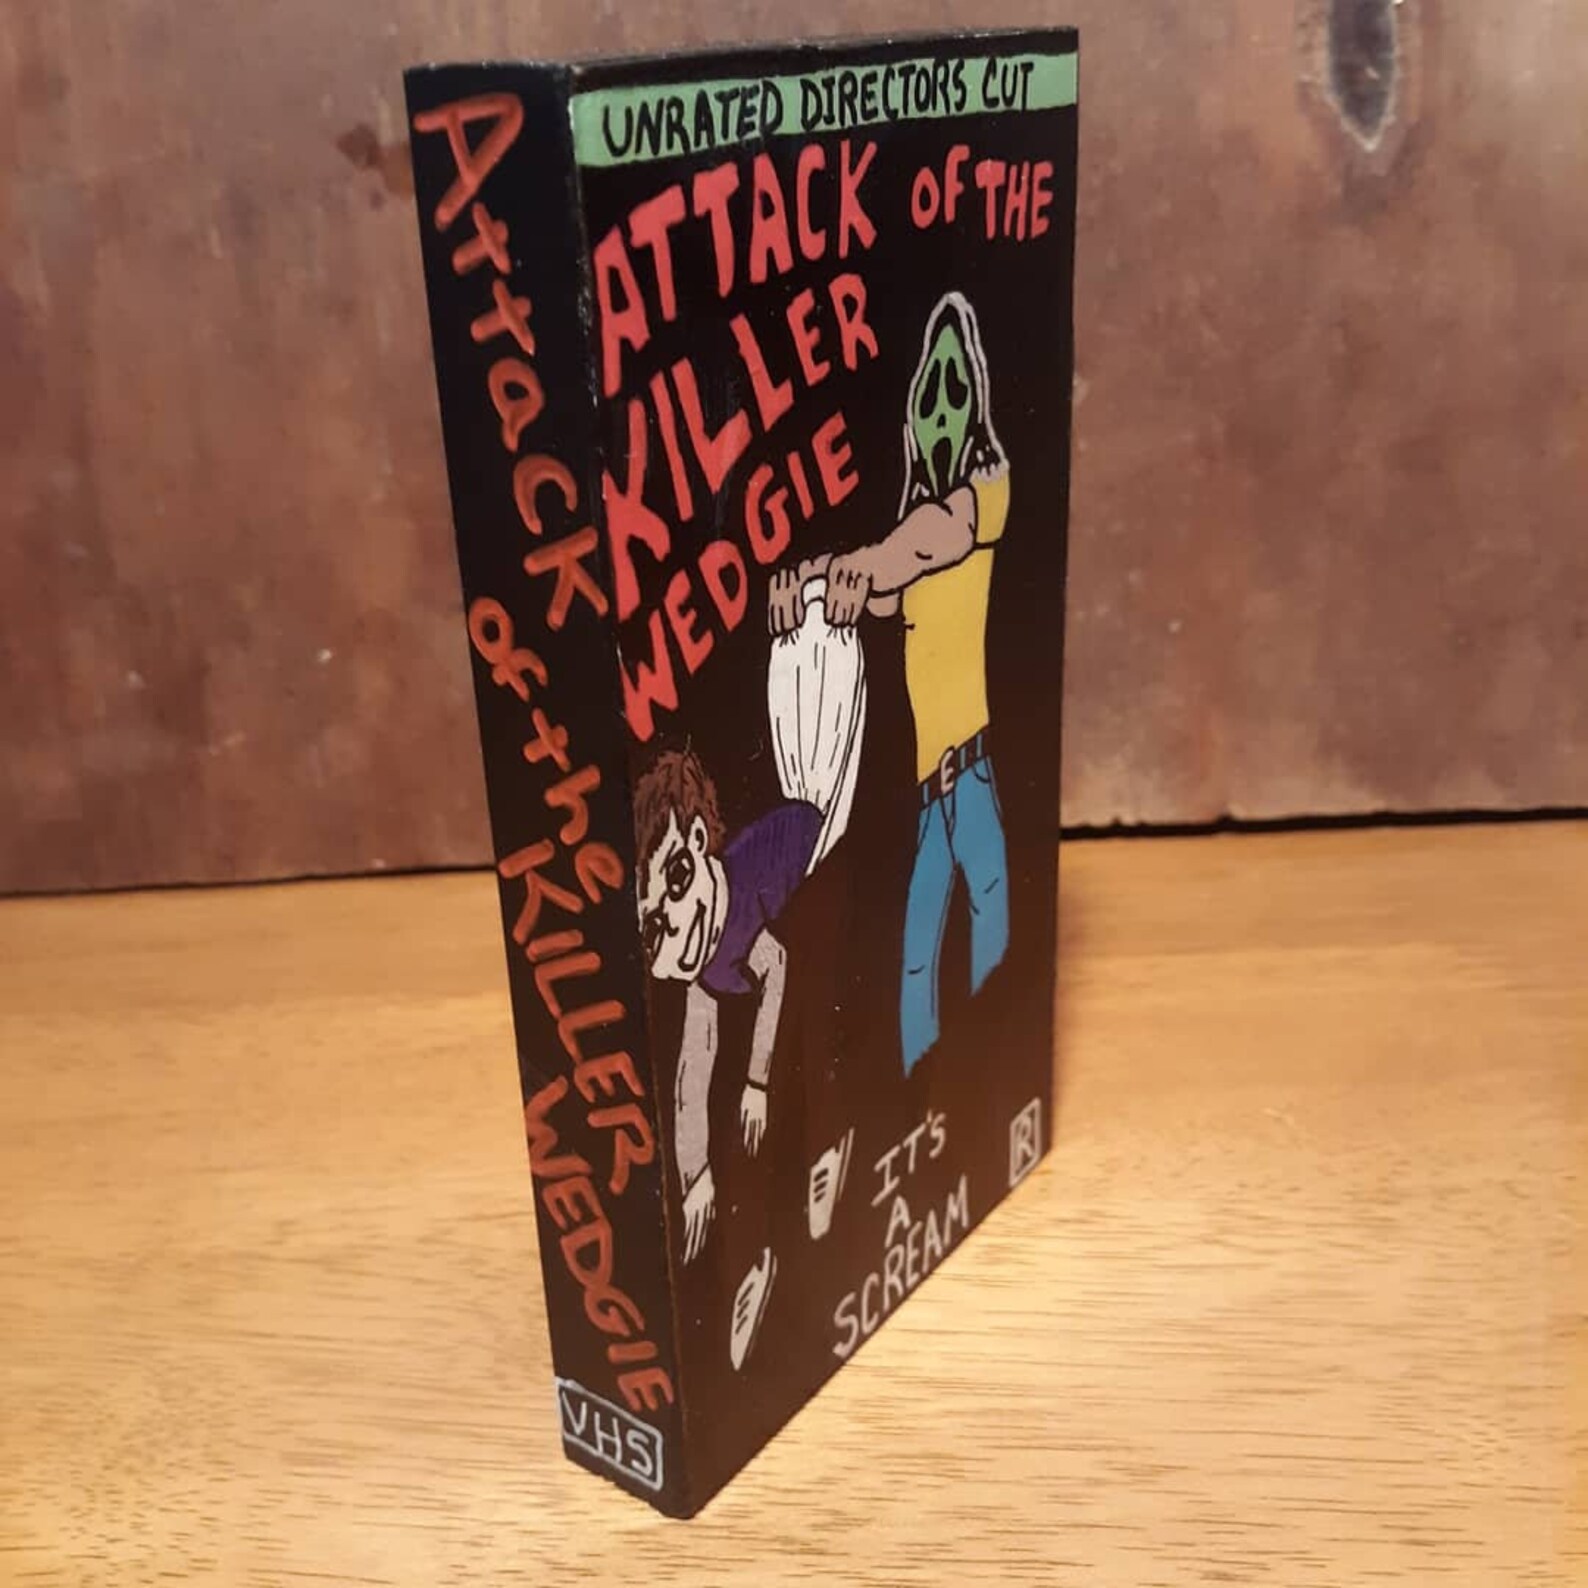 UNRATED DIRECTORS CUT
ATTACK OF THE
KILLER
WEDGIE
E
IT'S
A
SCREAM
R
Attack of the KILLER WEDGIE
VHS